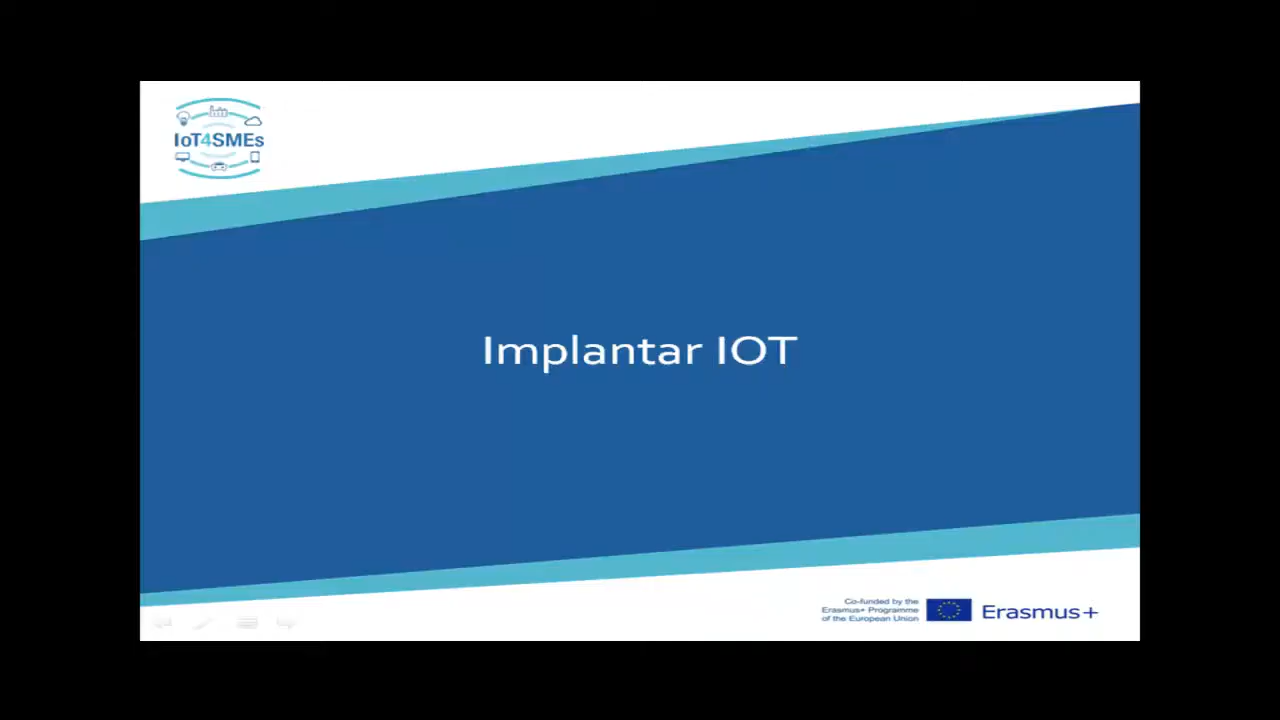 IoT4SMEs
Implantar IOT
Co-funded by the
Erasmus+ Programme
of the European Union
Erasmus+